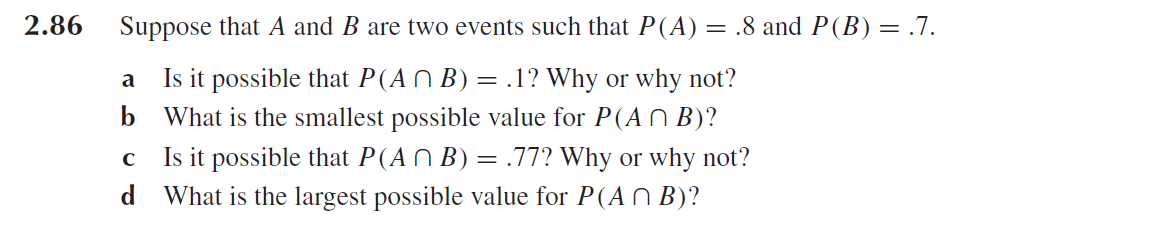 2.86 Suppose that A and B are two events such that P(A) = .8 and P(B) = .7.
a Is it possible that P(A ∩ B) = .1? Why or why not?
b What is the smallest possible value for P(A ∩ B)?
c Is it possible that P(A ∩ B) = .77? Why or why not?
d What is the largest possible value for P(A ∩ B)?